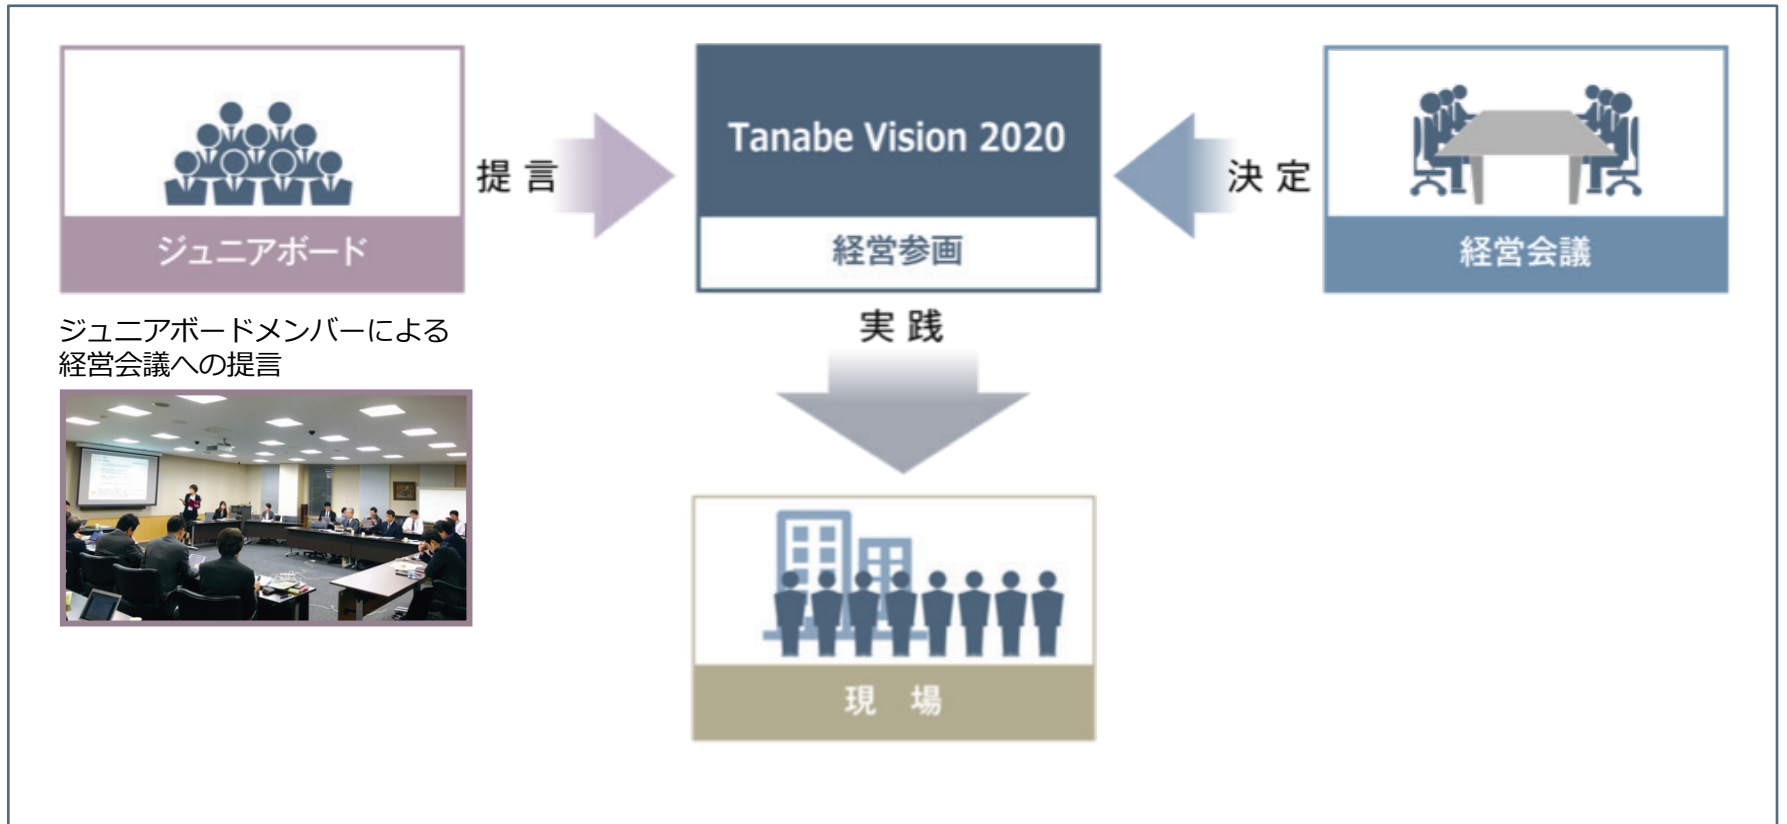 提言
Tanabe Vision 2020
決定
ジュニアボード
経営参画
経営会議
ジュニアボードメンバーによる
経営会議への提言
実践
現　場